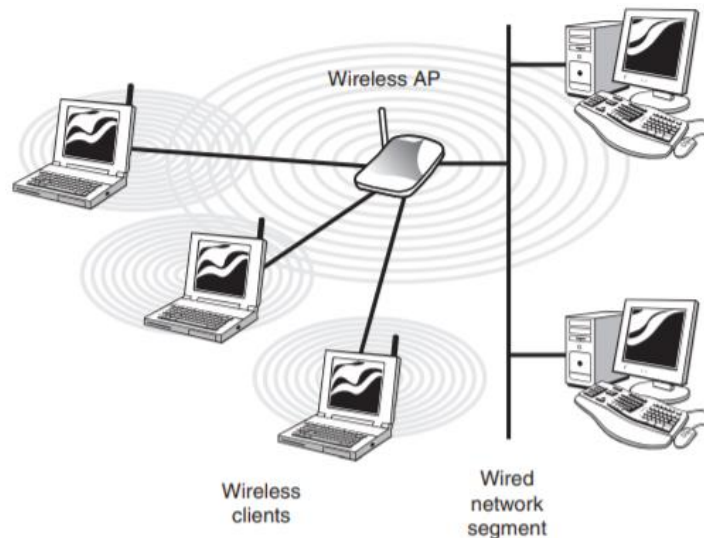 Wireless AP
Wireless
clients
Wired
network
segment